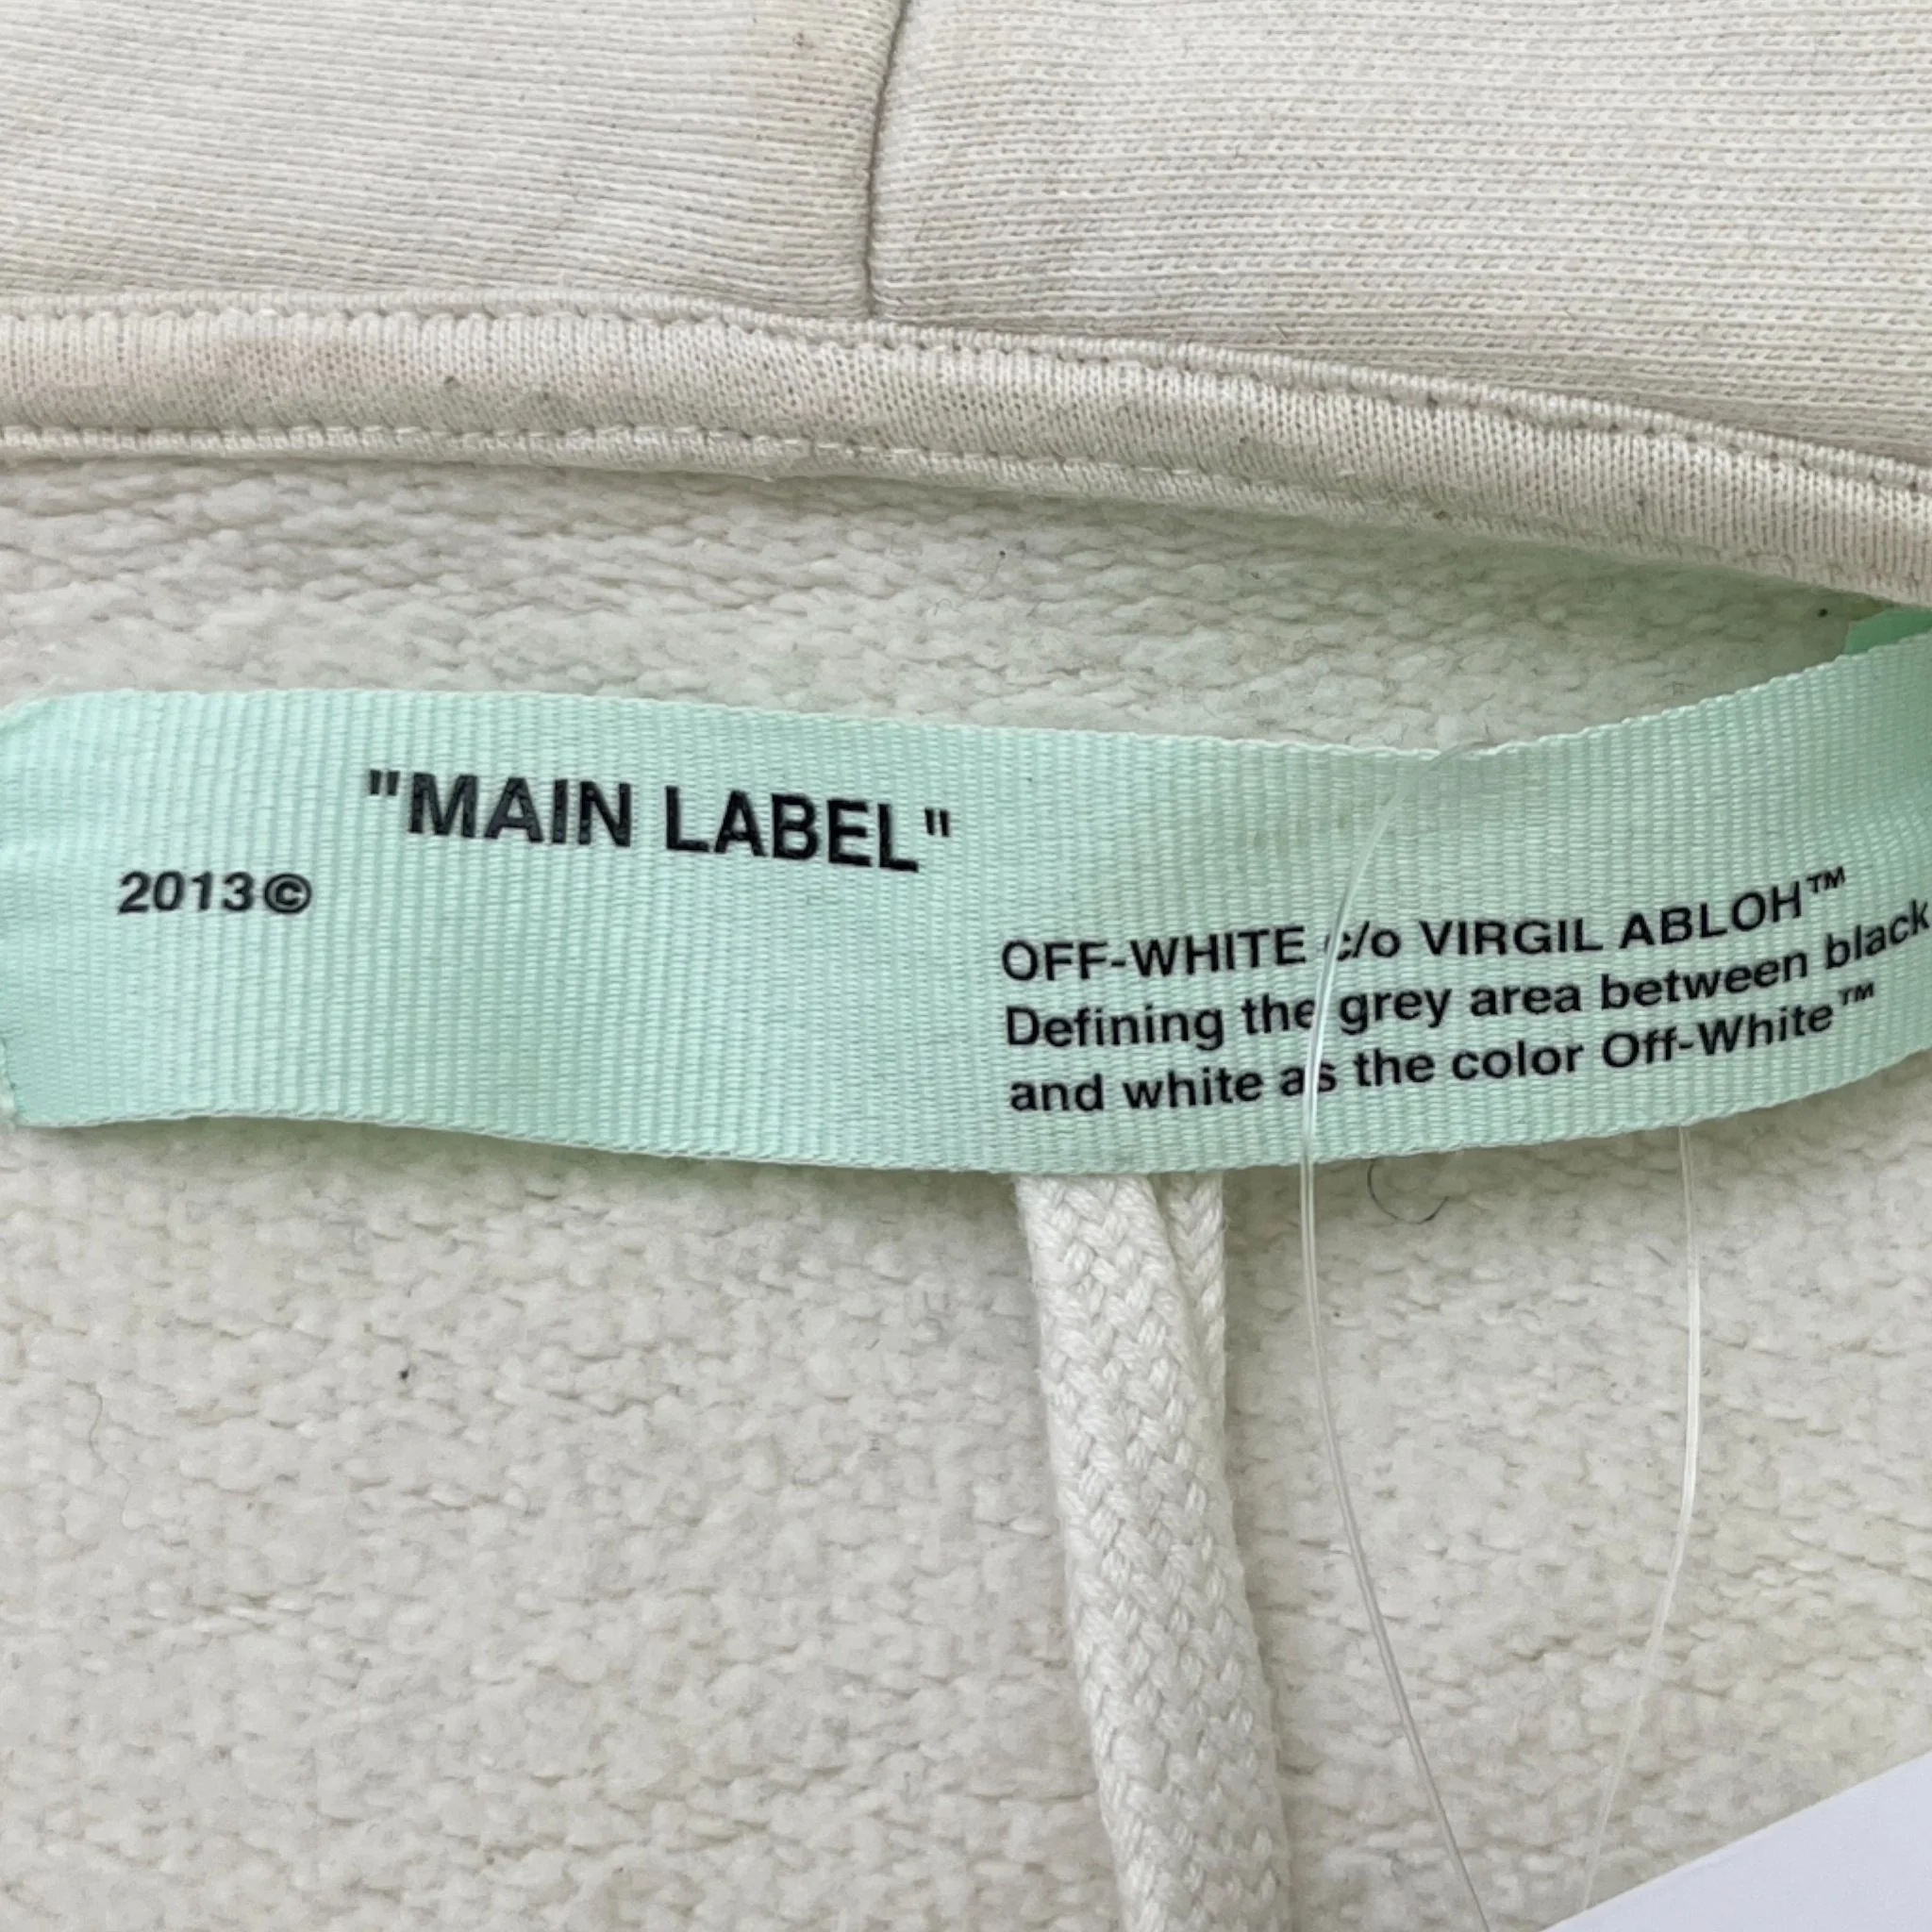 "MAIN LABEL"
2013©
OFF-WHITE c/o VIRGIL ABLOH™
Defining the grey area between black
and white as the color Off-White™